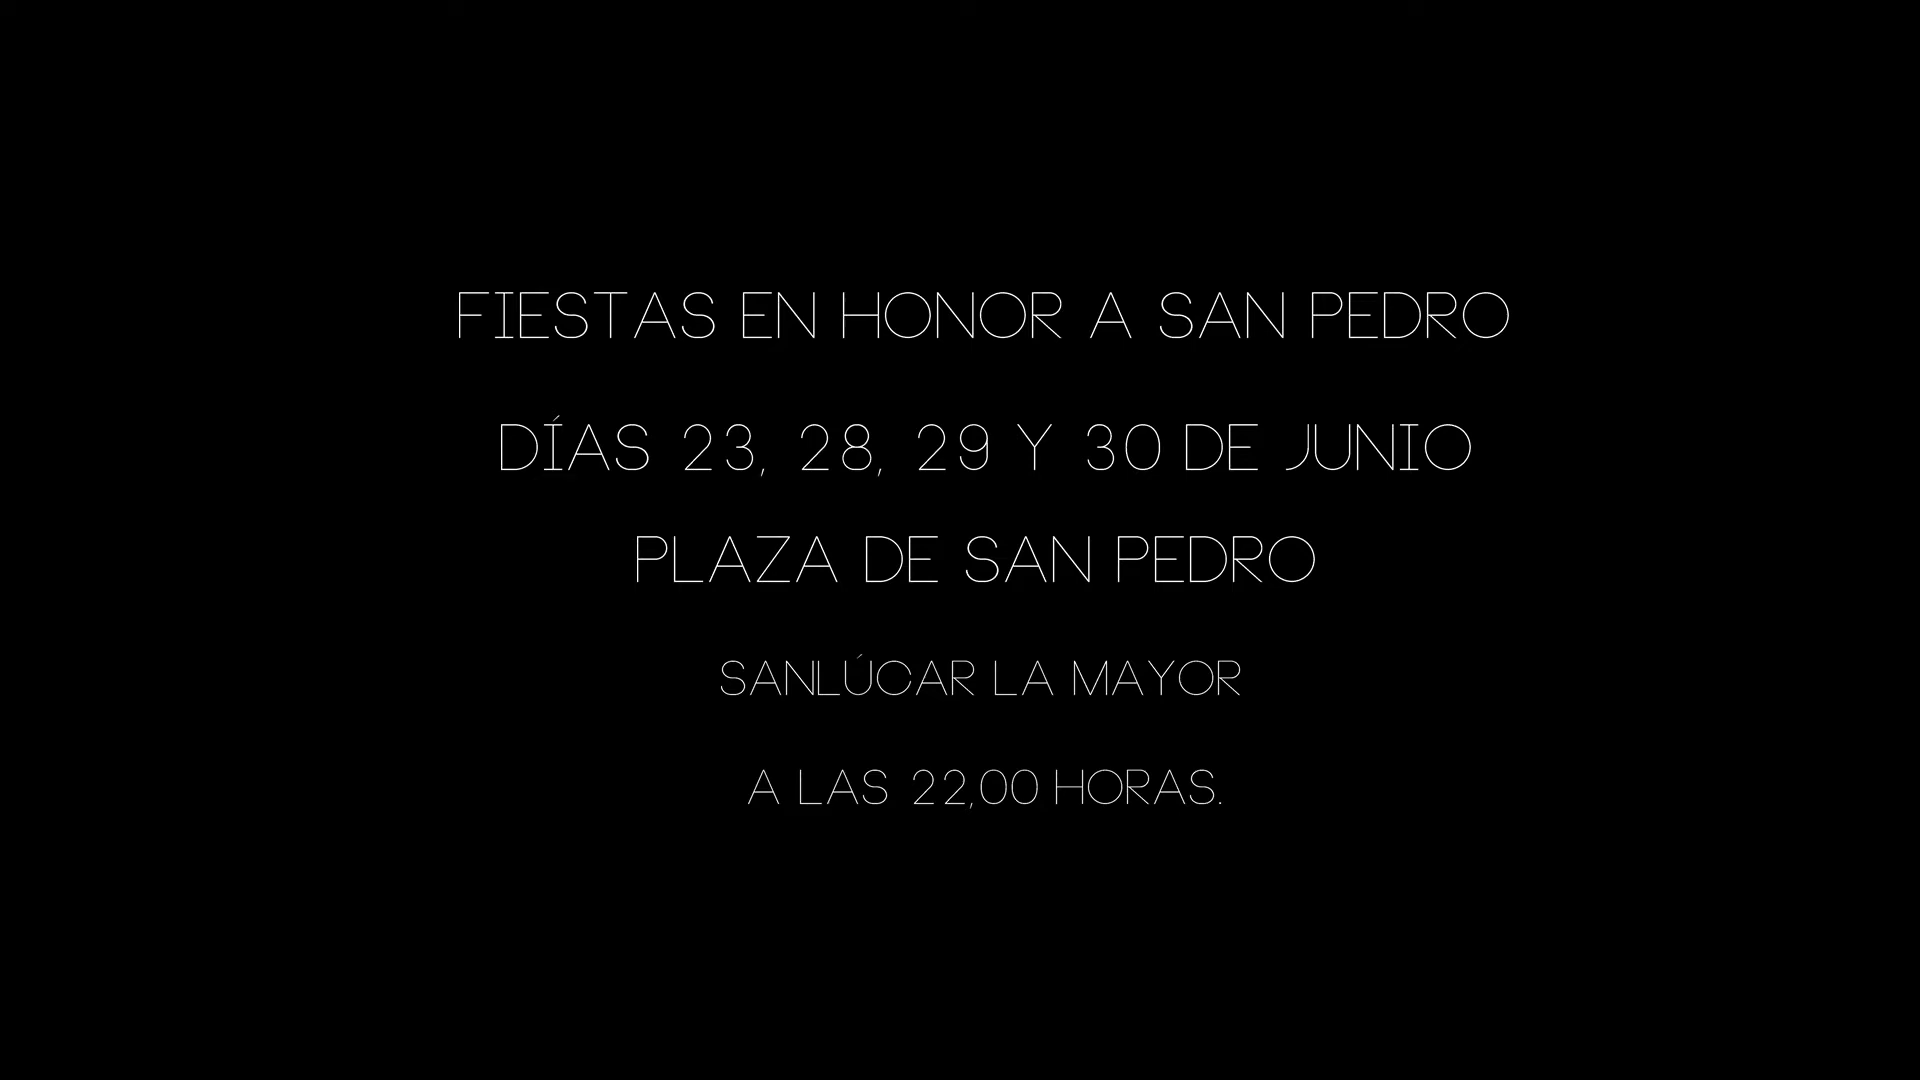 FIESTAS EN HONOR A SAN PEDRO
DÍAS 23, 28, 29 Y 30 DE JUNIO
PLAZA DE SAN PEDRO
SANLÚCAR LA MAYOR
A LAS 22,00 HORAS.